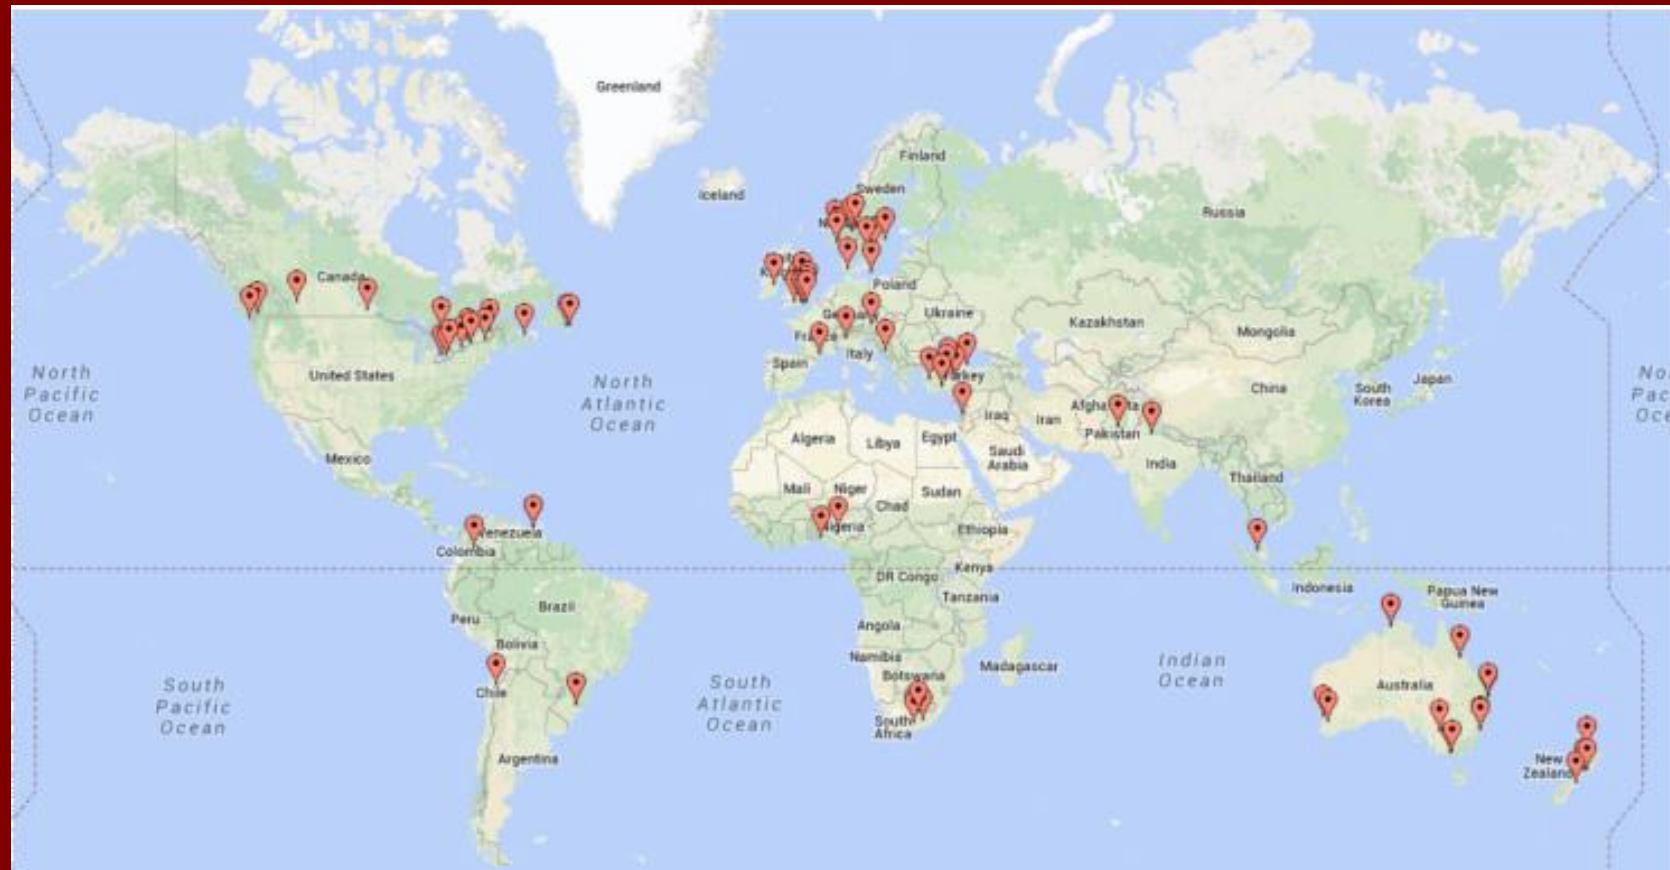 Greenland
Finland
Iceland
Sweden
Russia
Canada
Poland
Ukraine
Kazakhstan
Mongolia
Italy
Spain
United States
North
Pacific
Ocean
North
Atlantic
Ocean
China
South
Korea
Japan
Iraq
Iran
Pakistan
Algeria
Libya
Egypt
Saudi
Arabia
India
Mexico
Mali
Niger
Chad
Sudan
Thailand
Venezuela
Colombia
Ethiopia
DR Congo
Kenya
Tanzania
Indonesia
Papua New
Guinea
Brazil
Peru
Bolivia
Angola
Namibia
Botswana
Madagascar
Indian
Ocean
South
Pacific
Ocean
Chile
South
Atlantic
Ocean
Australia
South
Africa
Argentina
New
Zealand